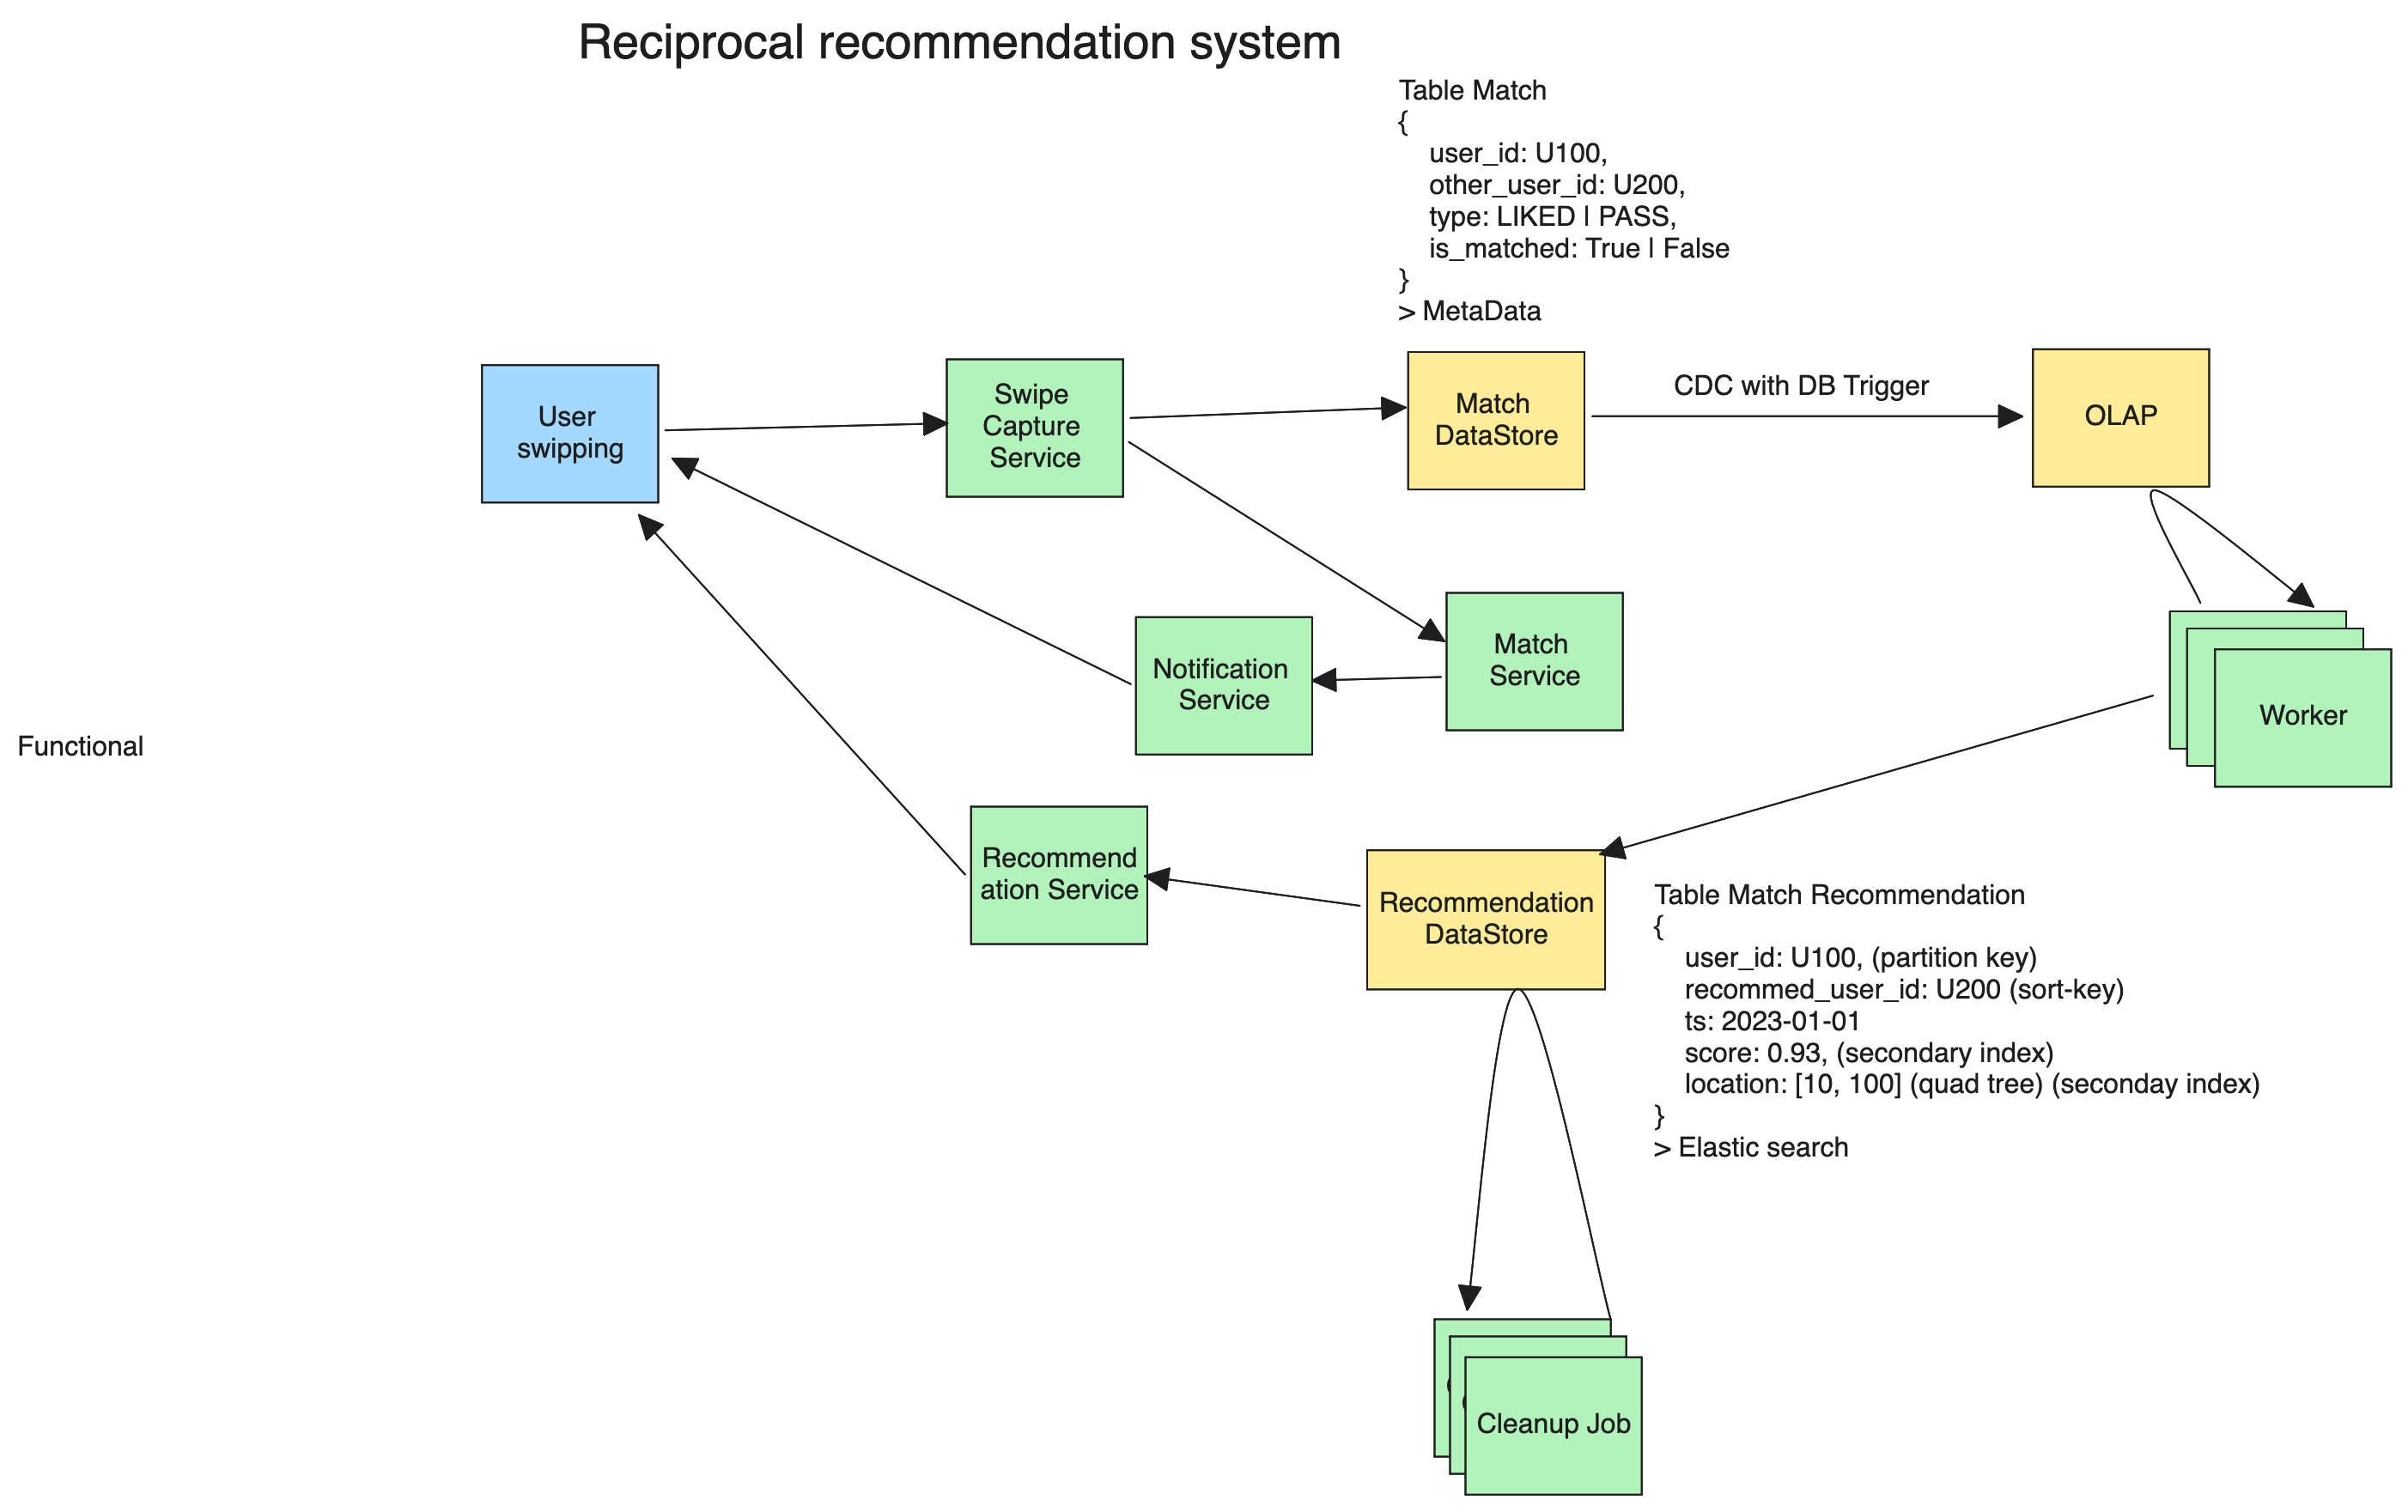 Reciprocal recommendation system
Table Match
{
user_id: U100,
other_user_id: U200,
type: LIKED | PASS,
is_matched: True | False
}
> MetaData
User
swipping
Swipe
Capture
Service
Match
DataStore
CDC with DB Trigger
OLAP
Notification
Service
Match
Service
Worker
Functional
Recommend
ation Service
Recommendation
DataStore
Table Match Recommendation
{
user_id: U100, (partition key)
recommed_user_id: U200 (sort-key)
ts: 2023-01-01
score: 0.93, (secondary index)
location: [10, 100] (quad tree) (seconday index)
}
> Elastic search
Cleanup Job